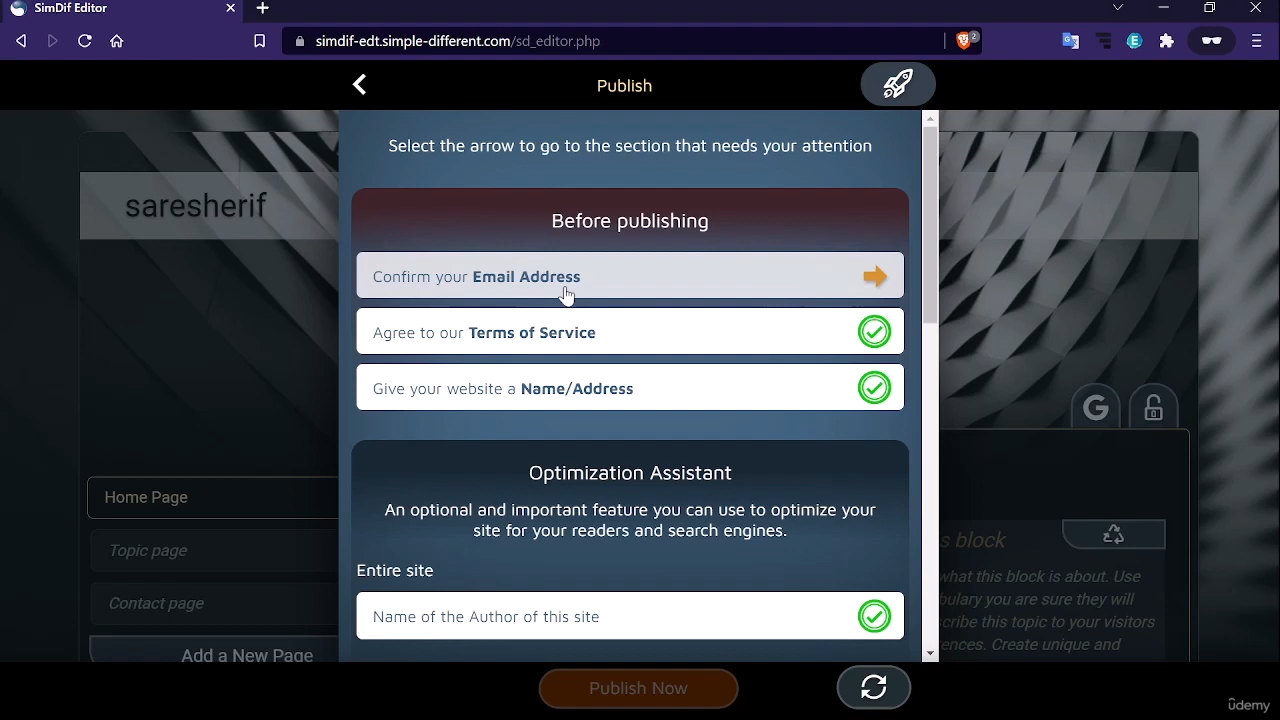 SimDif Editor
simdif-edt.simple-different.com/sd_editor.php
2
E
Publish
Select the arrow to go to the section that needs your attention
saresherif
Before publishing
Confirm your Email Address
Agree to our Terms of Service
Give your website a Name/Address
G
Optimization Assistant
An optional and important feature you can use to optimize your
site for your readers and search engines.
Entire site
Name of the Author of this site
Home Page
Topic page
Contact page
Add a New Page
s block
what this block is about. Use
bulary you are sure they will
cribe this topic to your visitors
ences. Create unique and
Publish Now
ûdemy